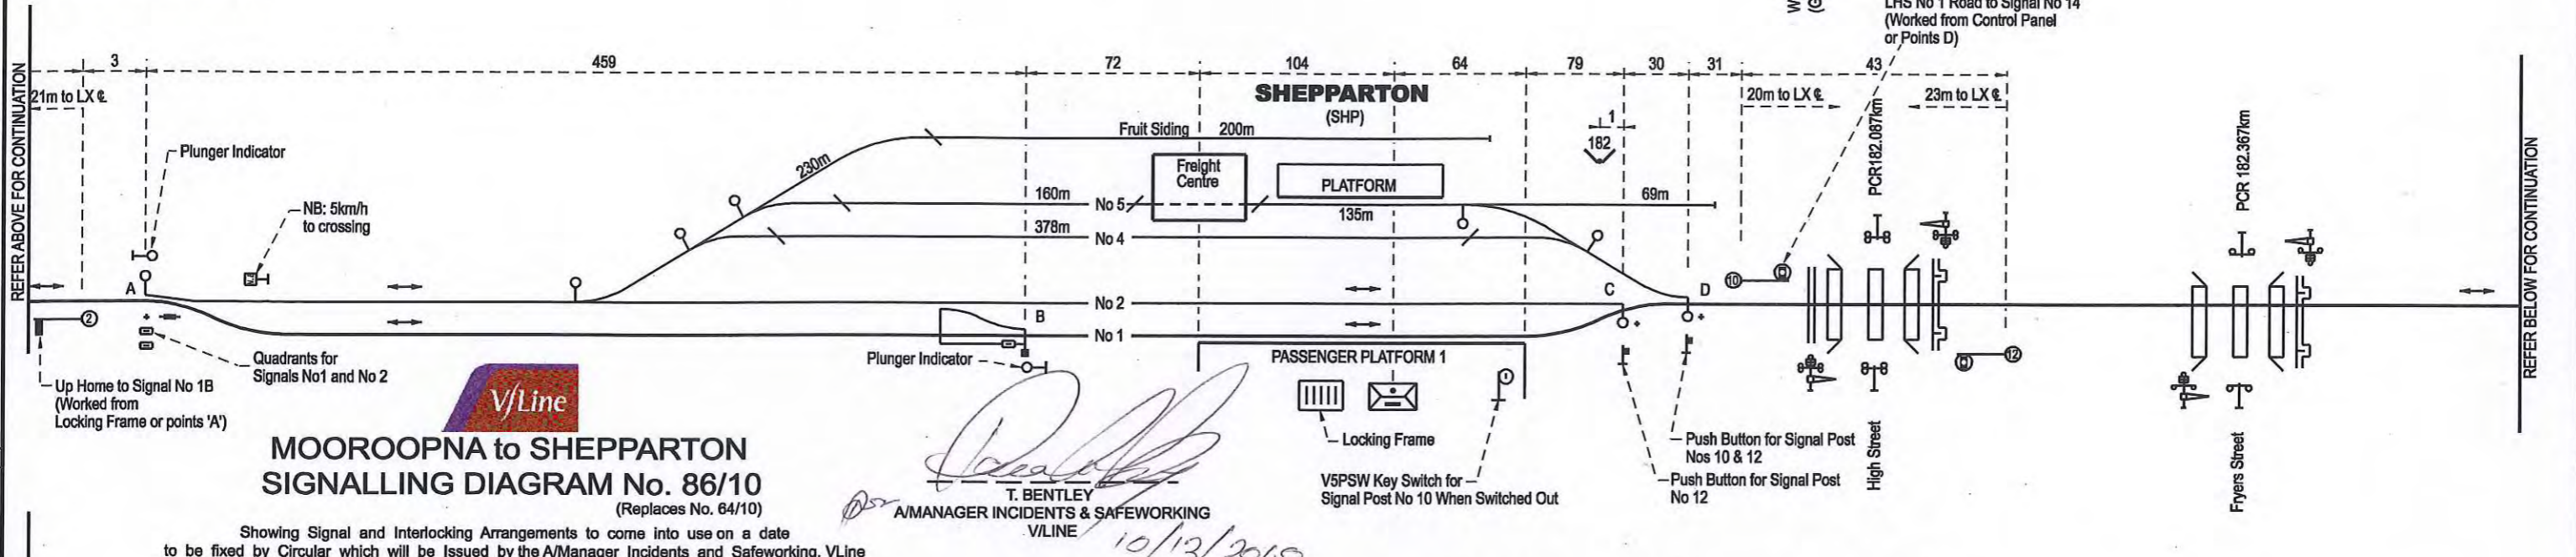 LHS No 1 Road to Signal No 14
(Worked from Control Panel
or Points D)
3
459
72
104
64
79
30
31
43
REFER ABOVE FOR CONTINUATION
21m to LX ℄
Plunger Indicator
NB: 5km/h
to crossing
SHEPPARTON
(SHP)
Fruit Siding 200m
230m
Freight
Centre
PLATFORM
160m
No 5
135m
69m
378m
No 4
1
182
20m to LX ℄
23m to LX ℄
PCR182.087km
PCR 182.367km
REFER BELOW FOR CONTINUATION
A
No 2
C
D
10
2
B
No 1
12
Plunger Indicator
PASSENGER PLATFORM 1
Quadrants for
Signals No1 and No 2
Up Home to Signal No 1B
(Worked from
Locking Frame or points 'A')
V/Line
Locking Frame
V5PSW Key Switch for
Signal Post No 10 When Switched Out
Push Button for Signal Post
Nos 10 & 12
Push Button for Signal Post
No 12
High Street
Fryers Street
MOOROOPNA to SHEPPARTON
SIGNALLING DIAGRAM No. 86/10
(Replaces No. 64/10)
T. BENTLEY
A/MANAGER INCIDENTS & SAFEWORKING
V/LINE
10/12/2010
Showing Signal and Interlocking Arrangements to come into use on a date
to be fixed by Circular which will be Issued by the A/Manager Incidents and Safeworking, VLine